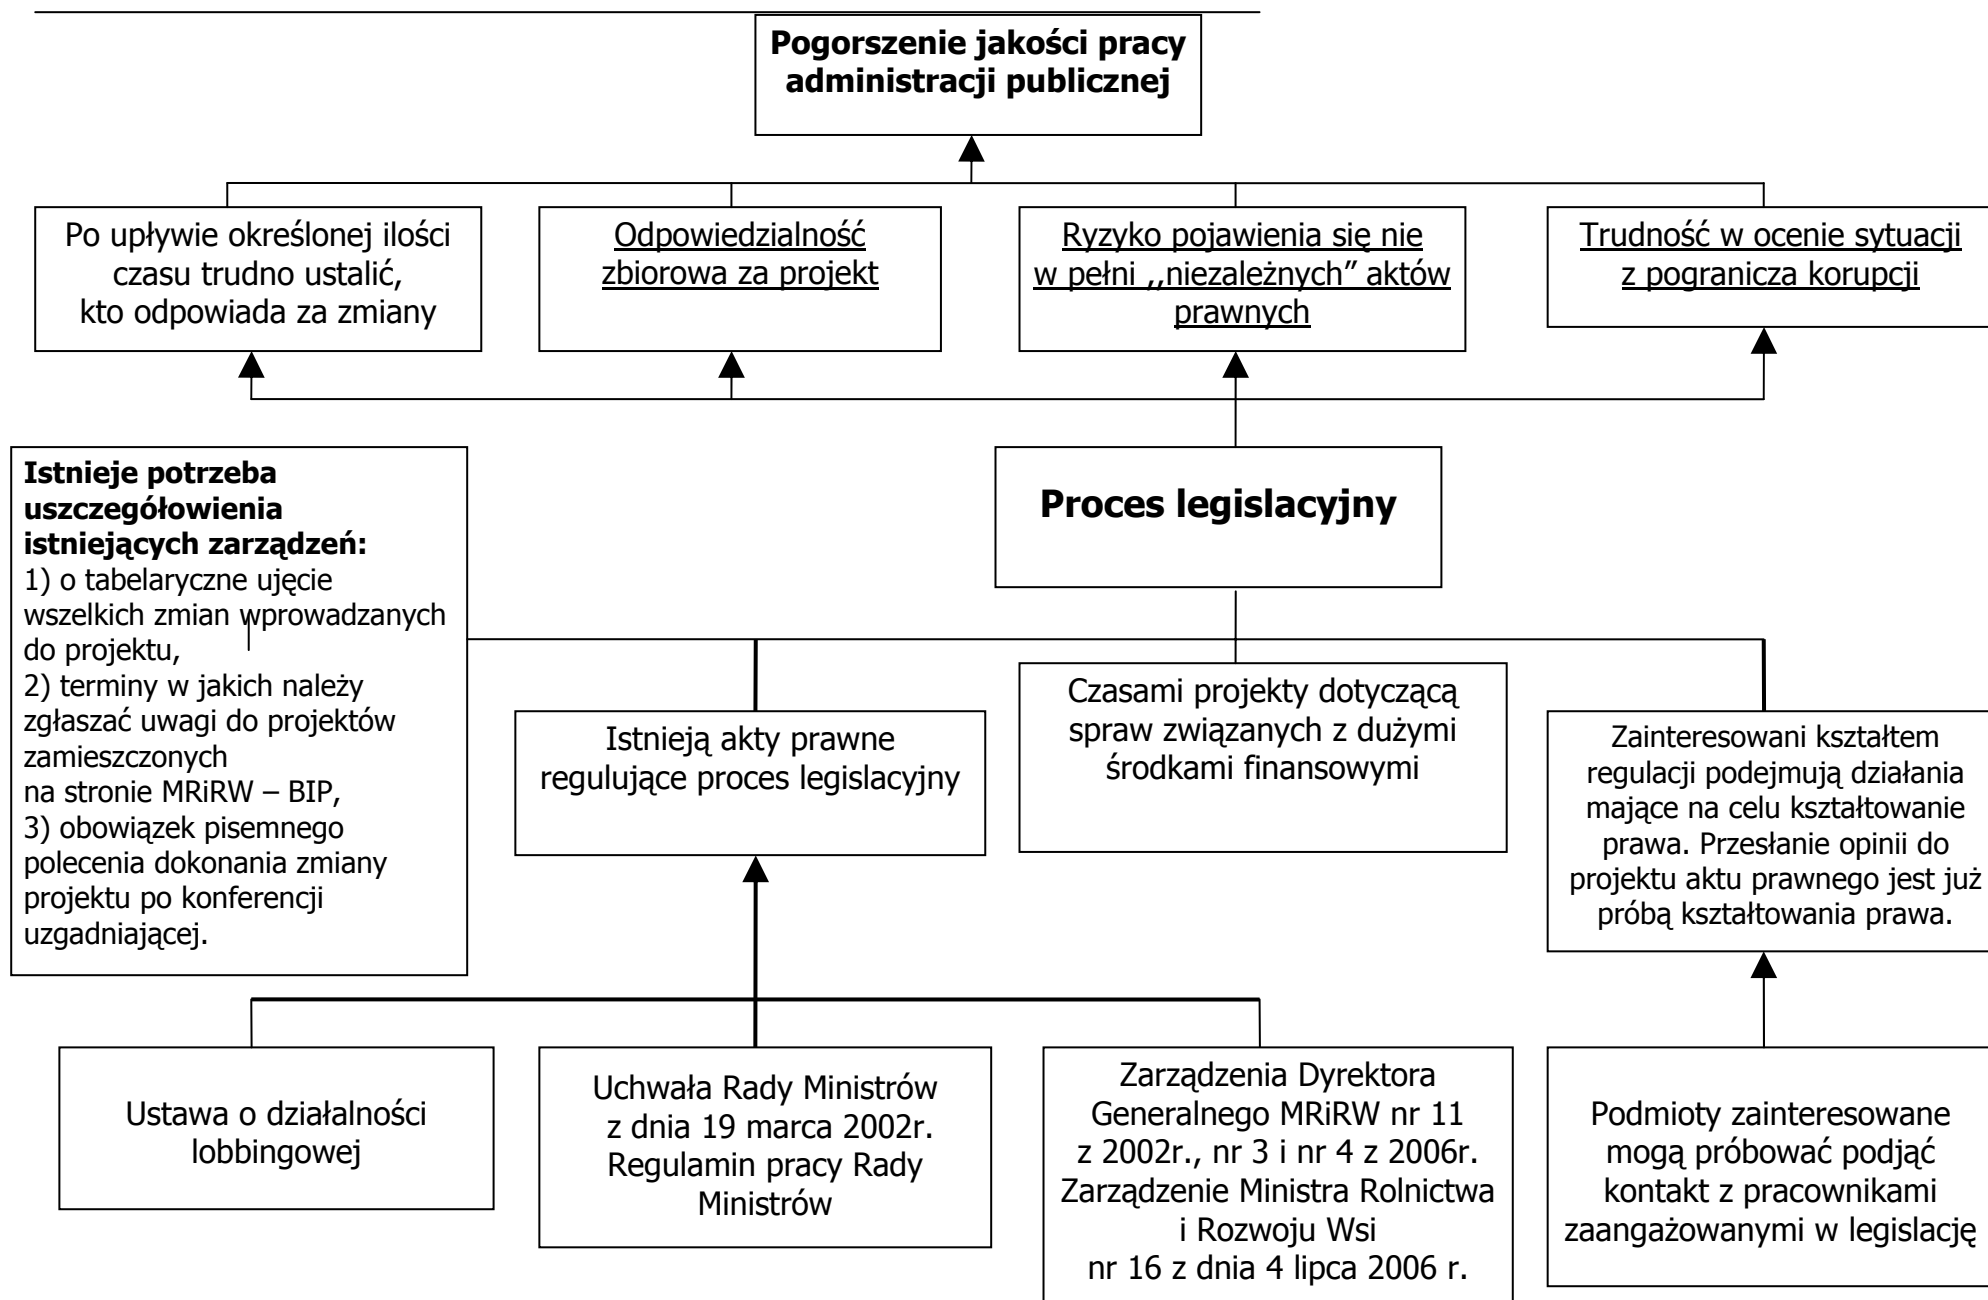 Pogorszenie jakości pracy
administracji publicznej
Po upływie określonej ilości
czasu trudno ustalić,
kto odpowiada za zmiany
Odpowiedzialność
zbiorowa za projekt
Ryzyko pojawienia się nie
w pełni ,,niezależnych” aktów
prawnych
Trudność w ocenie sytuacji
z pogranicza korupcji
Istnieje potrzeba
uszczegółowienia
istniejących zarządzeń:
1) o tabelaryczne ujęcie
wszelkich zmian wprowadzanych
do projektu,
2) terminy w jakich należy
zgłaszać uwagi do projektów
zamieszczonych
na stronie MRiRW – BIP,
3) obowiązek pisemnego
polecenia dokonania zmiany
projektu po konferencji
uzgadniającej.
Proces legislacyjny
Istnieją akty prawne
regulujące proces legislacyjny
Czasami projekty dotyczącą
spraw związanych z dużymi
środkami finansowymi
Zainteresowani kształtem
regulacji podejmują działania
mające na celu kształtowanie
prawa. Przesłanie opinii do
projektu aktu prawnego jest już
próbą kształtowania prawa.
Ustawa o działalności
lobbingowej
Uchwała Rady Ministrów
z dnia 19 marca 2002r.
Regulamin pracy Rady
Ministrów
Zarządzenia Dyrektora
Generalnego MRiRW nr 11
z 2002r., nr 3 i nr 4 z 2006r.
Zarządzenie Ministra Rolnictwa
i Rozwoju Wsi
nr 16 z dnia 4 lipca 2006 r.
Podmioty zainteresowane
mogą próbować podjąć
kontakt z pracownikami
zaangażowanymi w legislację